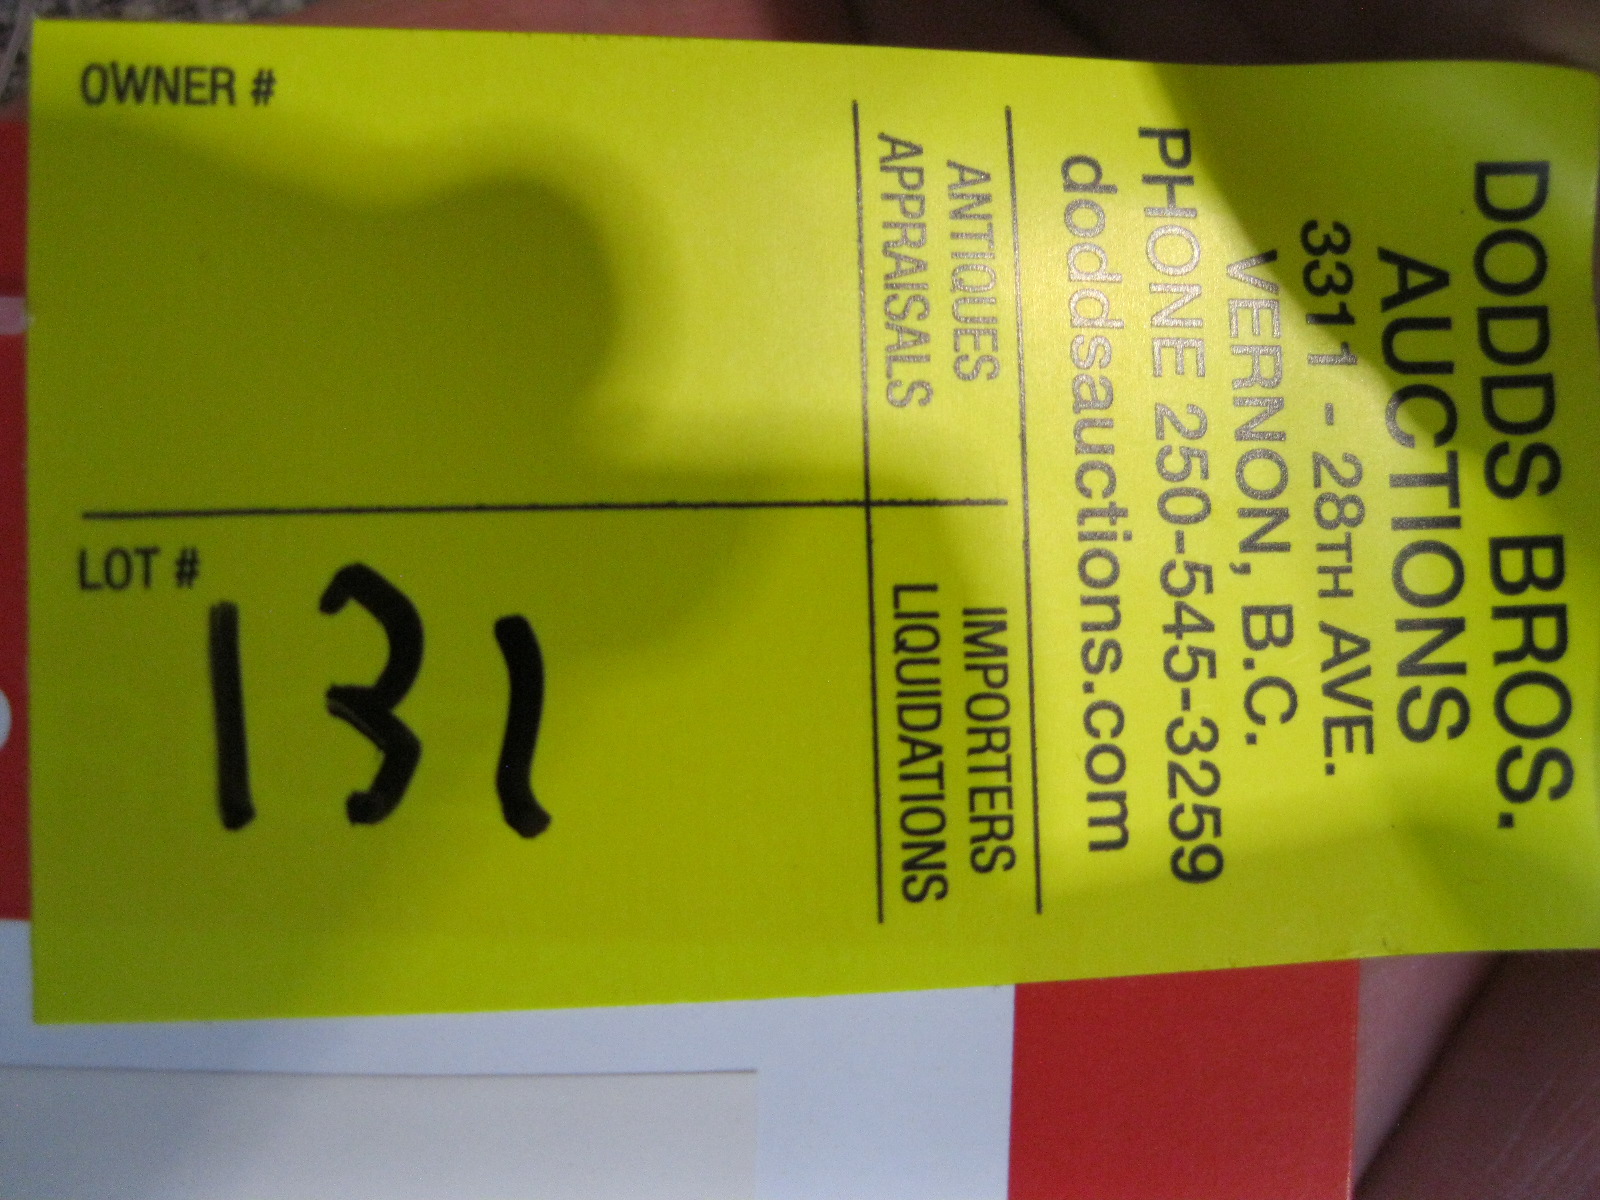 DODDS BROS.
AUCTIONS
3311 - 28TH AVE.
VERNON, B.C.
PHONE 250-545-3259
doddsauctions.com
ANTIQUES
APPRAISALS
IMPORTERS
LIQUIDATIONS
OWNER #
LOT #
131